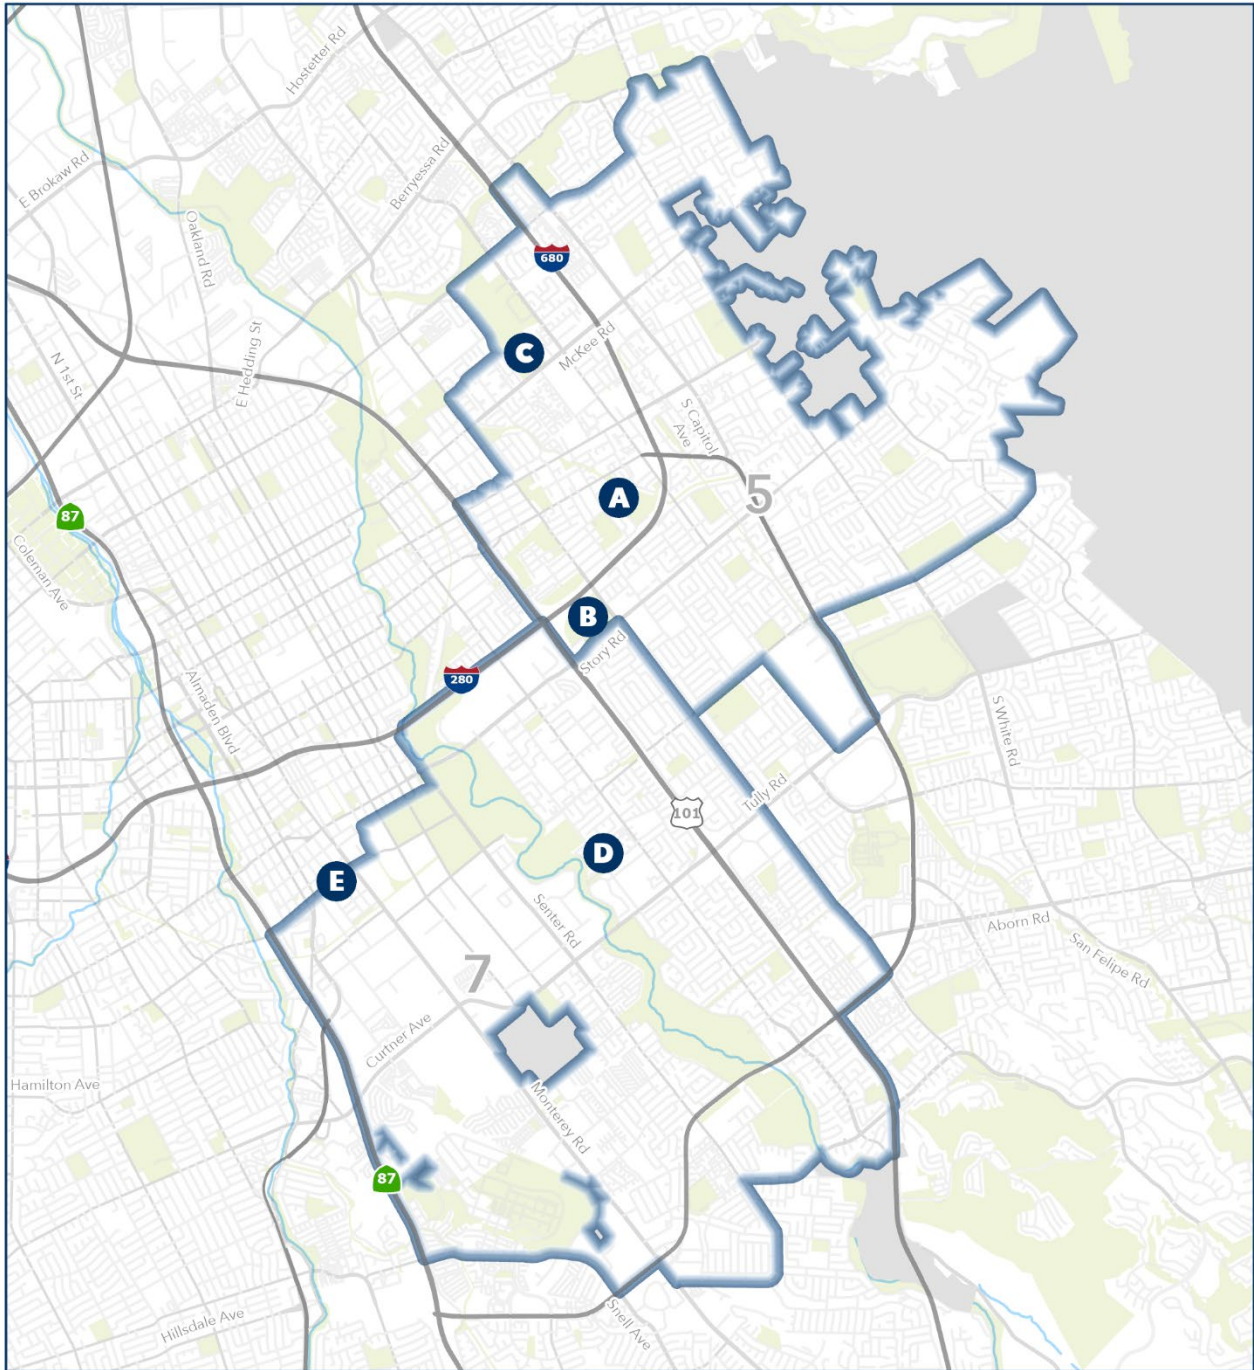 Hostetter Rd
E Brokaw Rd
Berryessa Rd
Oakland Rd
680
N 1st St
E Hedding St
C
McKee Rd
S Capitol
Ave
A
5
87
Coleman Ave
B
Story Rd
280
Almaden Blvd
S White Rd
101
Tully Rd
D
E
Senter Rd
Aborn Rd
San Felipe Rd
7
Curtner Ave
Hamilton Ave
Monterey Rd
87
Hillsdale Ave
Snell Ave